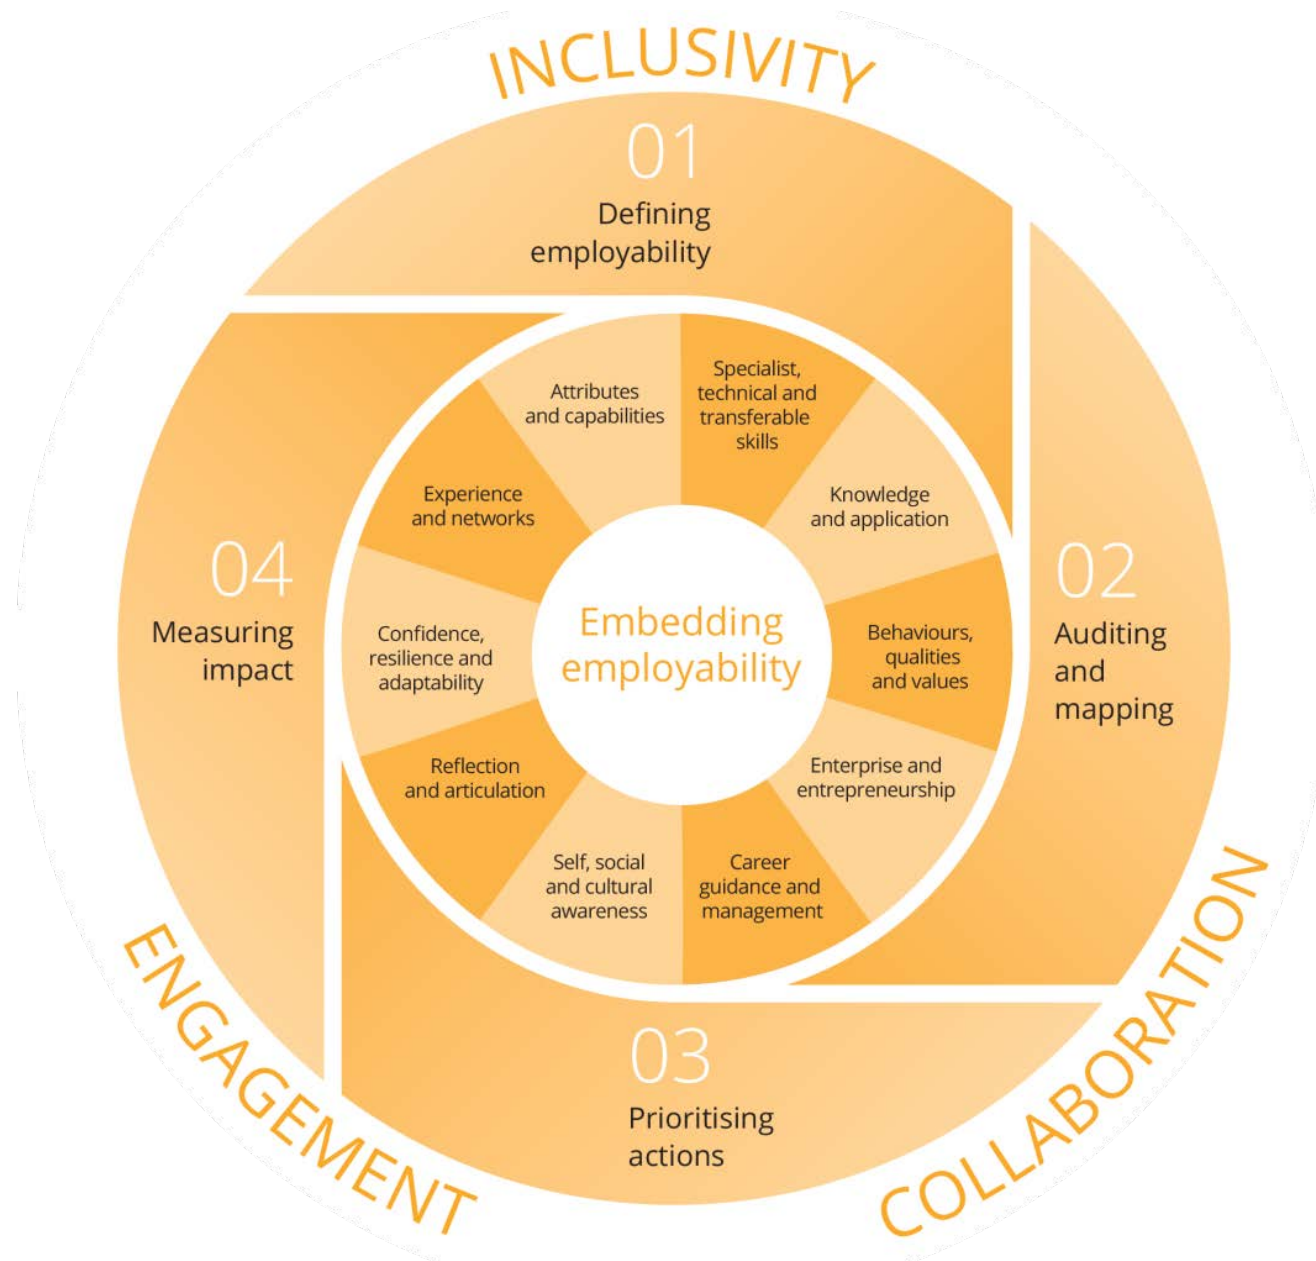 INCLUSIVITY
01
Defining
employability
Attributes
and capabilities
Specialist,
technical and
transferable
skills
Knowledge
and application
Experience
and networks
04
Measuring
impact
Confidence,
resilience and
adaptability
Embedding
employability
Behaviours,
qualities
and values
02
Auditing
and
mapping
Reflection
and articulation
Enterprise and
entrepreneurship
Self, social
and cultural
awareness
Career
guidance and
management
03
Prioritising
actions
ENGAGEMENT
COLLABORATION